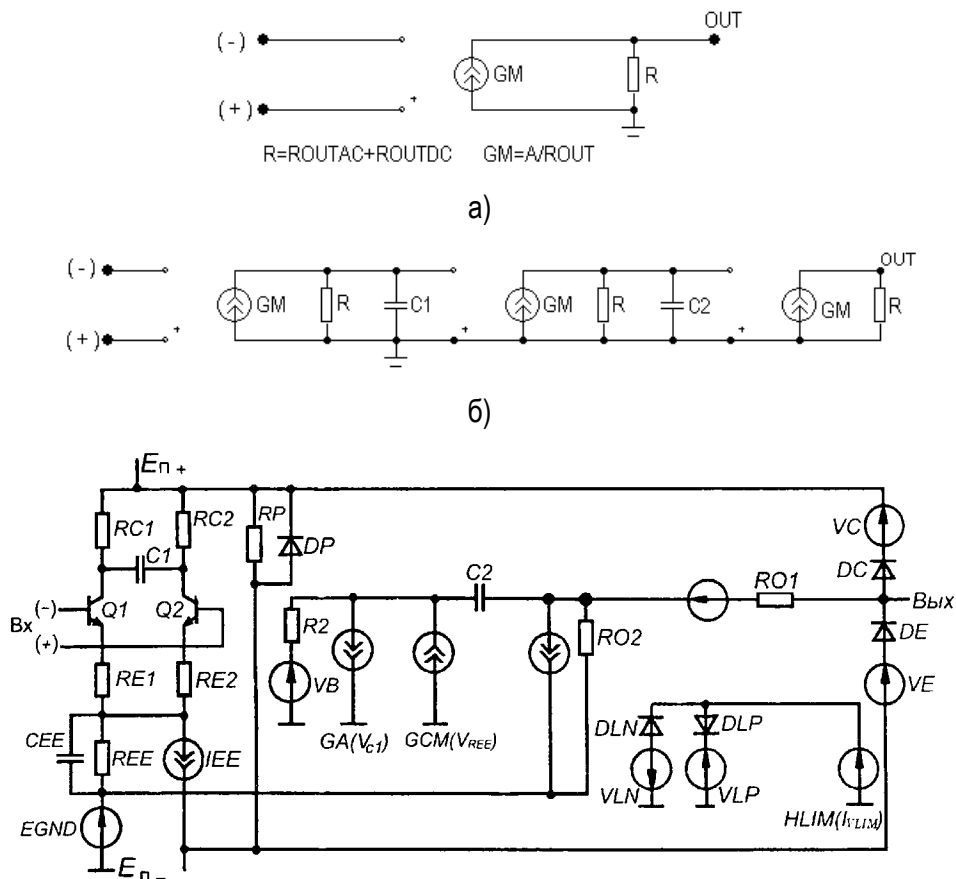 OUT
(-)
GM
R
(+)
+
R=ROUTAC+ROUTDC GM=A/ROUT
а)
(-)
OUT
GM
R
C1
GM
R
C2
GM
R
(+)
+
+
+
б)
Eп +
RC1
RC2
RP
DP
VC
C1
DC
C2
RO1
(-)
Q1
Q2
Вх
(+)
Вых
R2
RO2
DE
RE1
RE2
VB
VE
CEE
REE
IEE
GA(VC1)
GCM(VREE)
DLN
DLP
VLN
VLP
HLIM(IVLIM)
EGND
Eп −